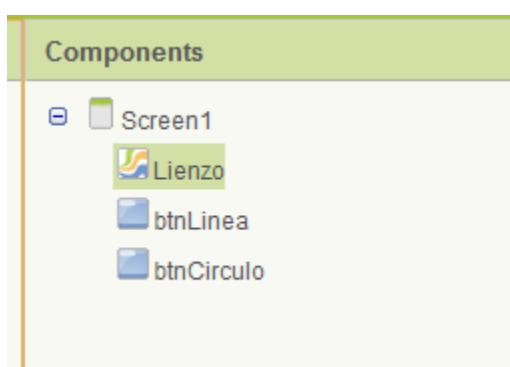 Components
Screen1
Lienzo
btnLinea
btnCirculo